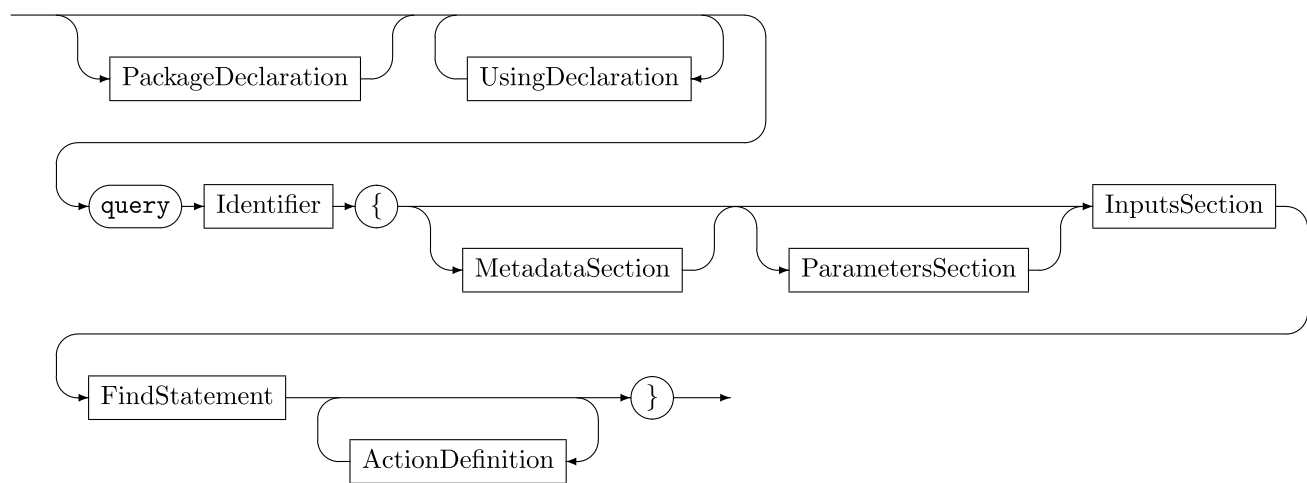 PackageDeclaration UsingDeclaration
query Identifier { InputsSection
MetadataSection ParametersSection
FindStatement }
ActionDefinition